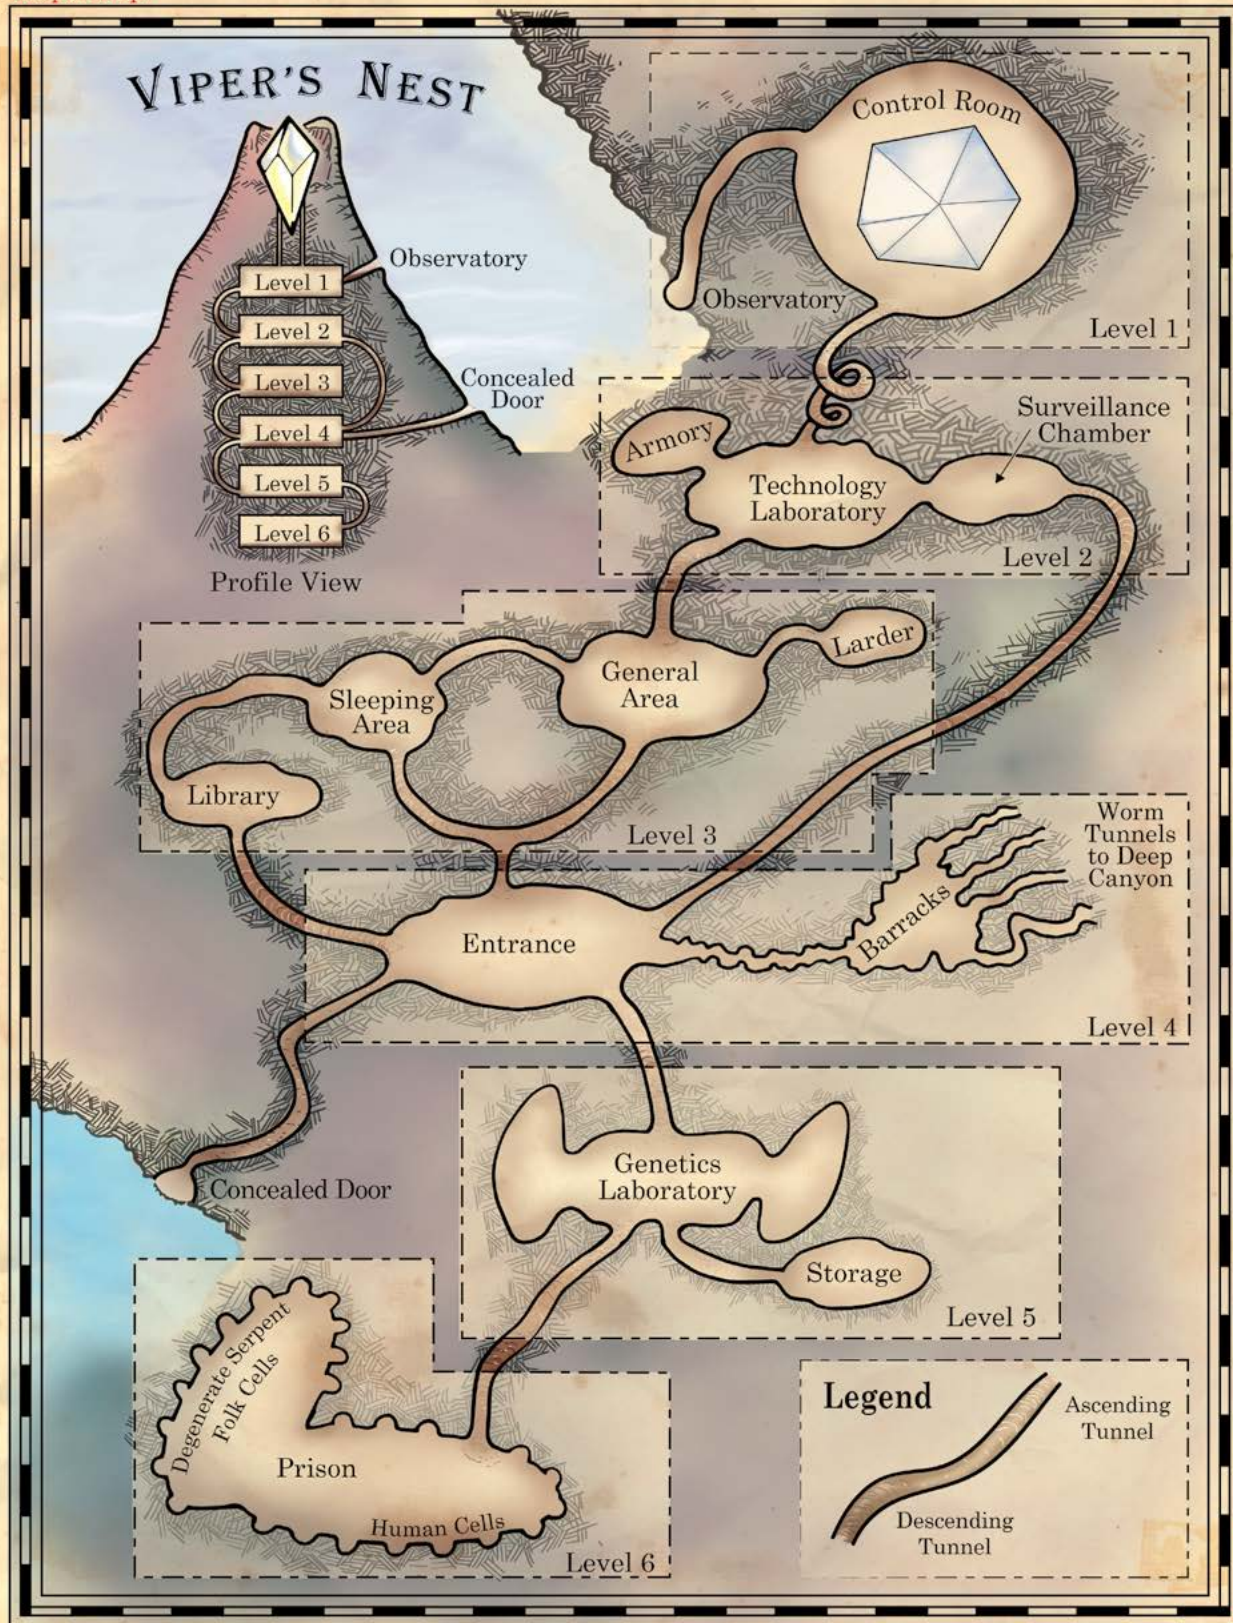 VIPER'S NEST
Control Room
Observatory
Level 1
Level 2
Level 3
Level 4
Level 5
Level 6
Concealed
Door
Profile View
Observatory
Level 1
Surveillance
Chamber
Armory
Technology
Laboratory
Level 2
Larder
General
Area
Sleeping
Area
Library
Level 3
Worm
Tunnels
to Deep
Canyon
Barracks
Entrance
Level 4
Concealed Door
Genetics
Laboratory
Storage
Level 5
Degenerate Serpent
Folk Cells
Prison
Human Cells
Level 6
Legend
Ascending
Tunnel
Descending
Tunnel